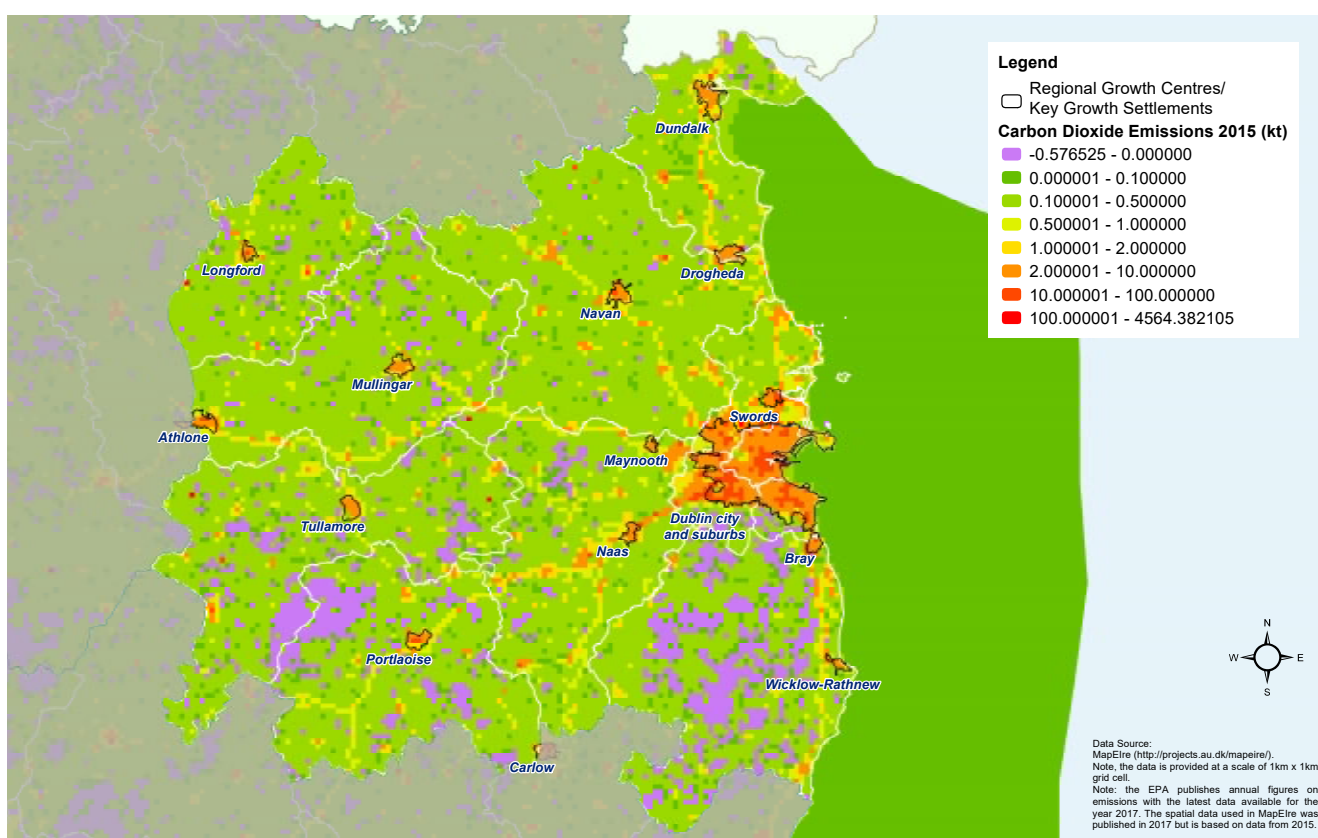 Legend
Regional Growth Centres/
Key Growth Settlements
Carbon Dioxide Emissions 2015 (kt)
-0.576525 - 0.000000
0.000001 - 0.100000
0.100001 - 0.500000
0.500001 - 1.000000
1.000001 - 2.000000
2.000001 - 10.000000
10.000001 - 100.000000
100.000001 - 4564.382105
Dundalk
Longford
Drogheda
Navan
Mullingar
Swords
Athlone
Maynooth
Tullamore
Dublin city
and suburbs
Naas
Bray
Portlaoise
Wicklow-Rathnew
Carlow
N
W
E
S
Data Source:
MapEIre (http://projects.au.dk/mapeire/).
Note, the data is provided at a scale of 1km x 1km
grid cell.
Note: the EPA publishes annual figures on
emissions with the latest data available for the
year 2017. The spatial data used in MapEIre was
published in 2017 but is based on data from 2015.